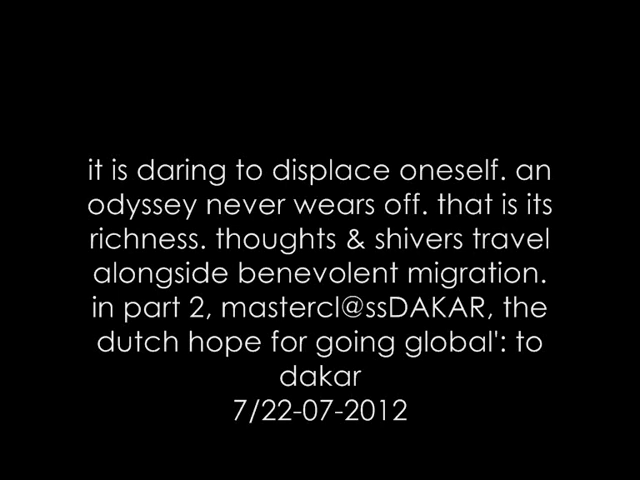 it is daring to displace oneself. an
odyssey never wears off. that is its
richness. thoughts & shivers travel
alongside benevolent migration.
in part 2, mastercl@ssDAKAR, the
dutch hope for going global': to
dakar
7/22-07-2012